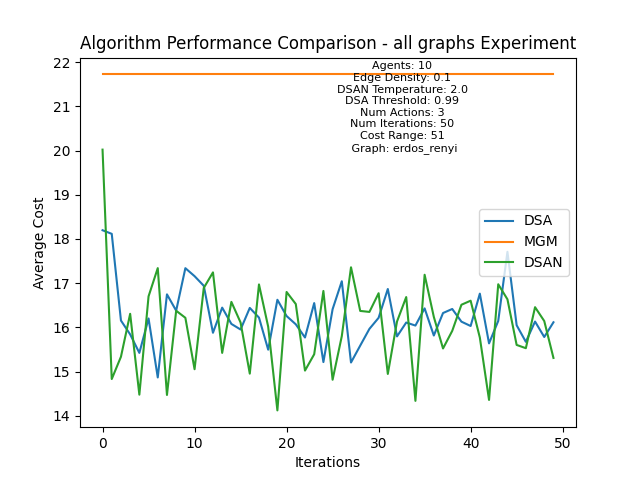 Algorithm Performance Comparison - all graphs Experiment
22
21
20
19
18
17
16
15
14
Average Cost
Agents: 10
Edge Density: 0.1
DSAN Temperature: 2.0
DSA Threshold: 0.99
Num Actions: 3
Num Iterations: 50
Cost Range: 51
Graph: erdos_renyi
DSA
MGM
DSAN
0
10
20
30
40
50
Iterations